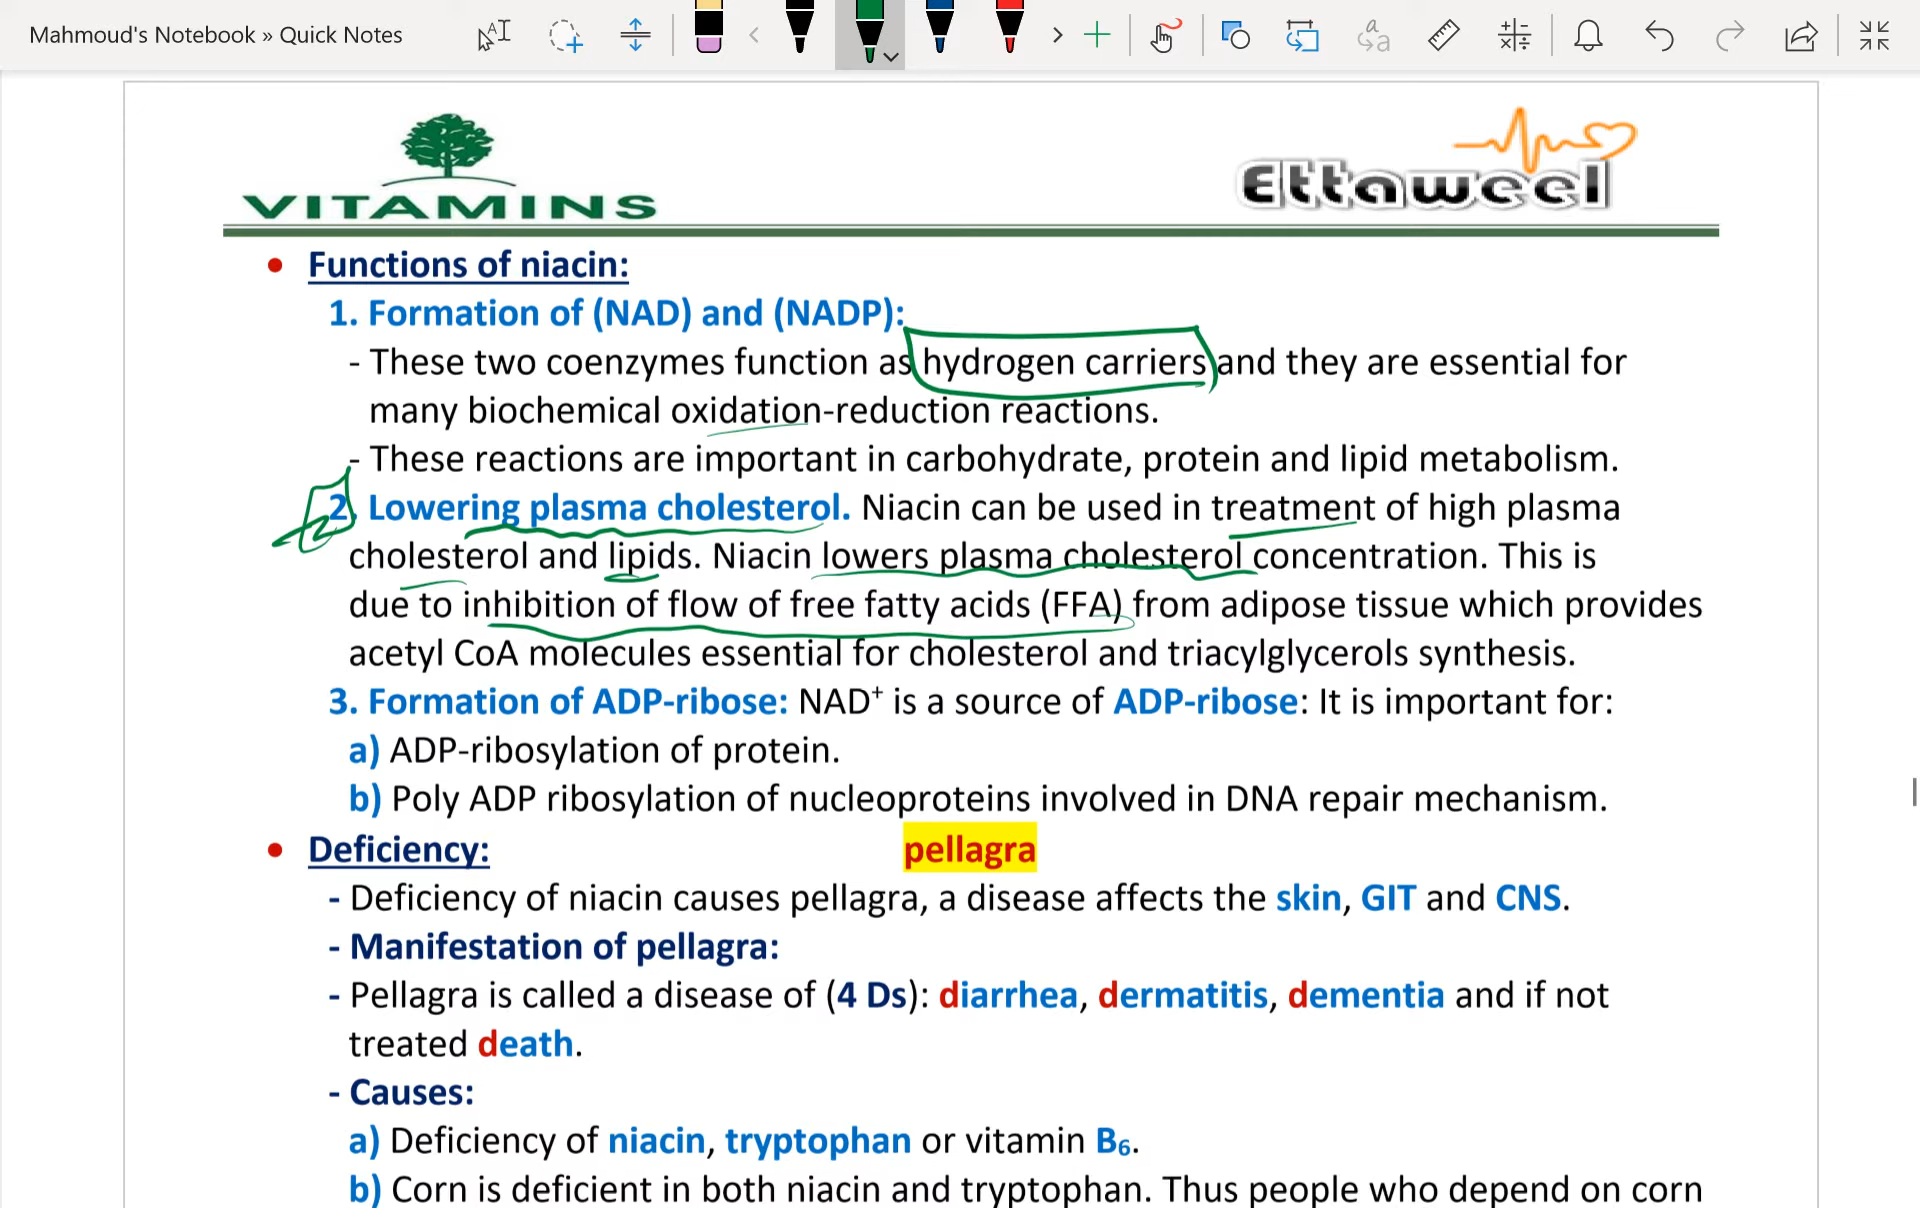 Mahmoud's Notebook » Quick Notes
VITAMINS
Ettaweel
• Functions of niacin:
1. Formation of (NAD) and (NADP):
- These two coenzymes function as hydrogen carriers and they are essential for
many biochemical oxidation-reduction reactions.
- These reactions are important in carbohydrate, protein and lipid metabolism.
2. Lowering plasma cholesterol. Niacin can be used in treatment of high plasma
cholesterol and lipids. Niacin lowers plasma cholesterol concentration. This is
due to inhibition of flow of free fatty acids (FFA) from adipose tissue which provides
acetyl CoA molecules essential for cholesterol and triacylglycerols synthesis.
3. Formation of ADP-ribose: NAD⁺ is a source of ADP-ribose: It is important for:
a) ADP-ribosylation of protein.
b) Poly ADP ribosylation of nucleoproteins involved in DNA repair mechanism.
• Deficiency: pellagra
- Deficiency of niacin causes pellagra, a disease affects the skin, GIT and CNS.
- Manifestation of pellagra:
- Pellagra is called a disease of (4 Ds): diarrhea, dermatitis, dementia and if not
treated death.
- Causes:
a) Deficiency of niacin, tryptophan or vitamin B₆.
b) Corn is deficient in both niacin and tryptophan. Thus people who depend on corn